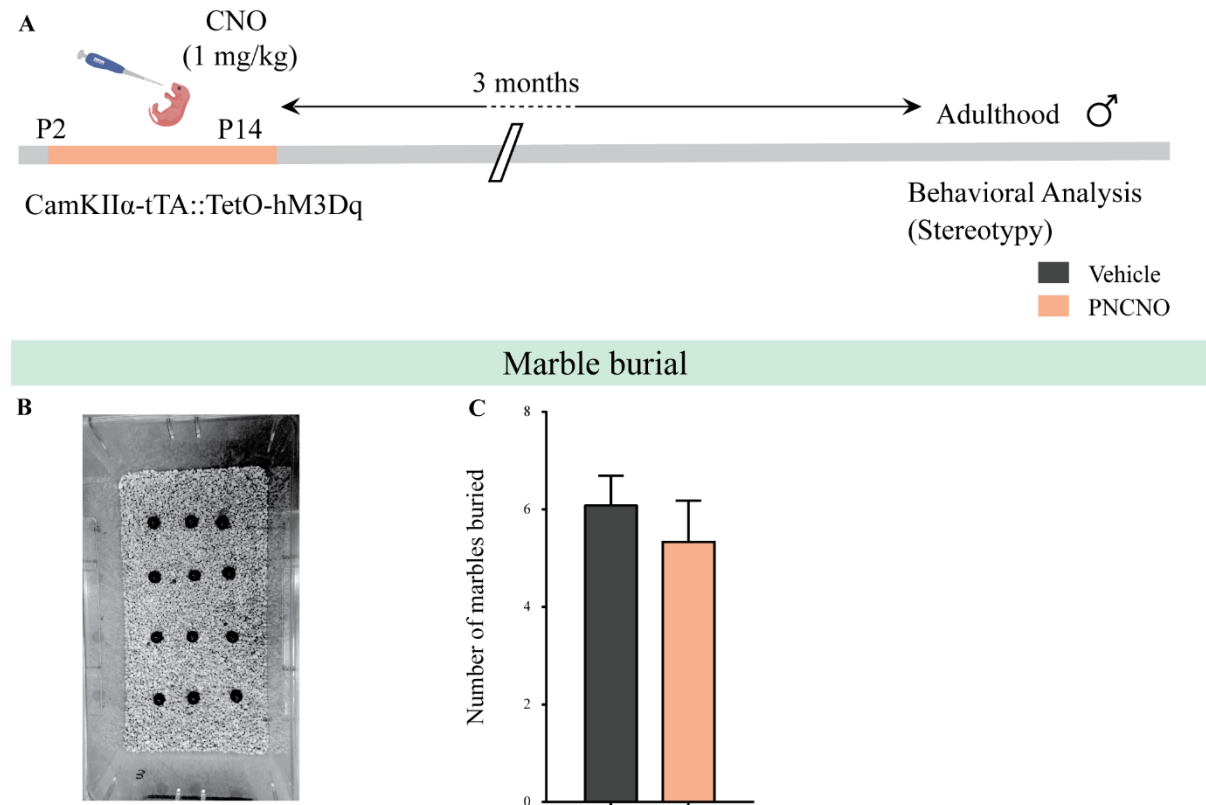 A
CNO
(1 mg/kg)
3 months
P2
P14
Adulthood ♂
CamKIIα-tTA::TetO-hM3Dq
Behavioral Analysis
(Stereotypy)
Vehicle
PNCNO
Marble burial
B
3
C
Number of marbles buried
8
6
4
2
0